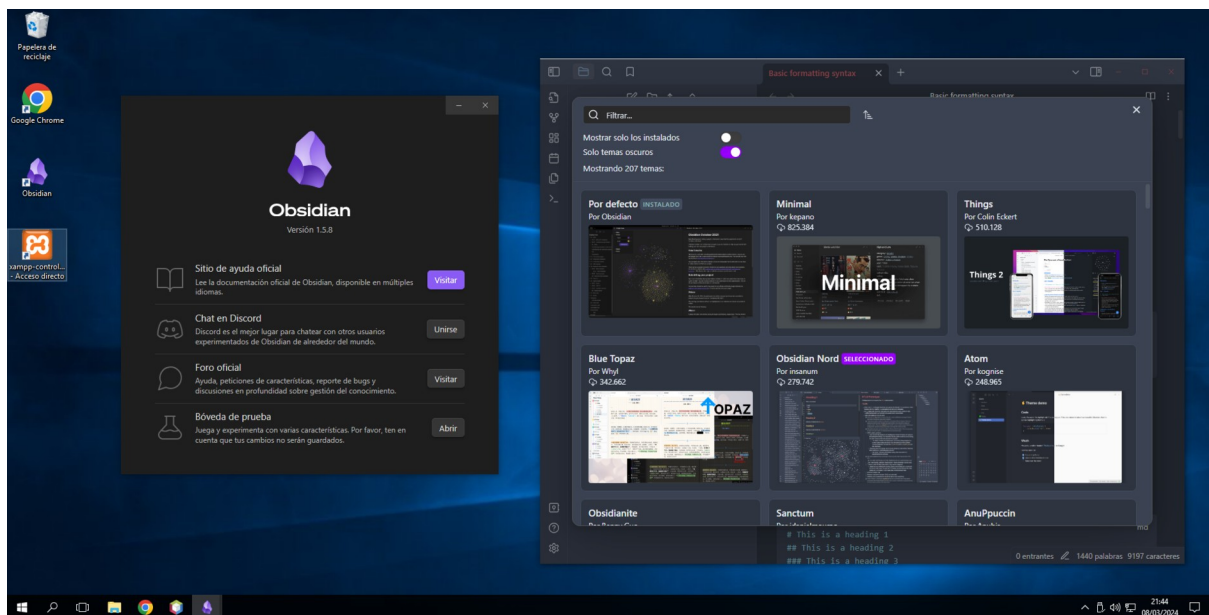 Papelera de
reciclaje
Google Chrome
Obsidian
xampp-control...
- Acceso directo
Obsidian
Versión 1.5.8
Sitio de ayuda oficial
Lee la documentación oficial de Obsidian, disponible en múltiples
idiomas.
Visitar
Chat en Discord
Discord es el mejor lugar para chatear con otros usuarios
experimentados de Obsidian de alrededor del mundo.
Unirse
Foro oficial
Ayuda, peticiones de características, reporte de bugs y
discusiones en profundidad sobre gestión del conocimiento.
Visitar
Bóveda de prueba
Juega y experimenta con varias características. Por favor, ten en
cuenta que tus cambios no serán guardados.
Abrir
Basic formatting syntax
Basic formatting syntax
Filtrar...
Mostrar solo los instalados
Solo temas oscuros
Mostrando 207 temas:
Por defecto INSTALADO
Por Obsidian
Minimal
Por kepano
825.384
Minimal
Things
Por Colin Eckert
510.128
Things 2
Blue Topaz
Por Whyl
342.662
OPAZ
Obsidian Nord SELECCIONADO
Por insanum
279.742
Atom
Por kognise
248.965
Obsidianite
Sanctum
AnuPpuccin
md
# This is a heading 1
## This is a heading 2
### This is a heading 3
0 entrantes 1440 palabras 9197 caracteres
21:44
08/03/2024